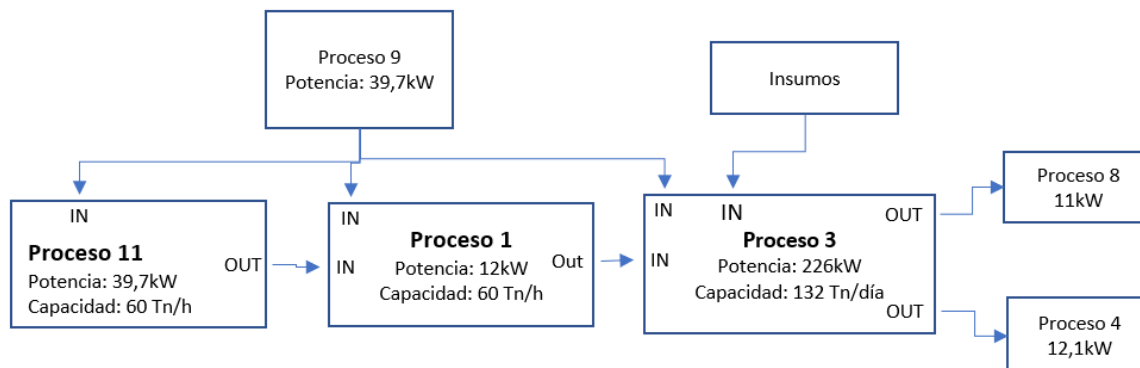 Proceso 9
Potencia: 39,7kW
Insumos
IN
Proceso 11
Potencia: 39,7kW
Capacidad: 60 Tn/h
OUT
IN
IN
Proceso 1
Potencia: 12kW
Capacidad: 60 Tn/h
Out
IN
IN
IN
Proceso 3
Potencia: 226kW
Capacidad: 132 Tn/día
OUT
OUT
Proceso 8
11kW
Proceso 4
12,1kW